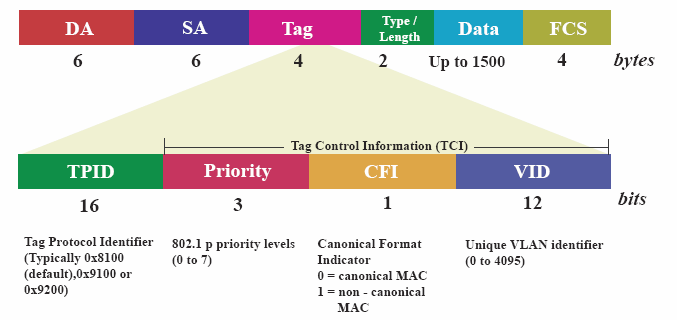 DA SA Tag Type / Length Data FCS
6 6 4 2 Up to 1500 4 bytes
Tag Control Information (TCI)
TPID Priority CFI VID
16 3 1 12 bits
Tag Protocol Identifier
(Typically 0x8100
(default),0x9100 or
0x9200)
802.1 p priority levels
(0 to 7)
Canonical Format
Indicator
0 = canonical MAC
1 = non - canonical
MAC
Unique VLAN identifier
(0 to 4095)